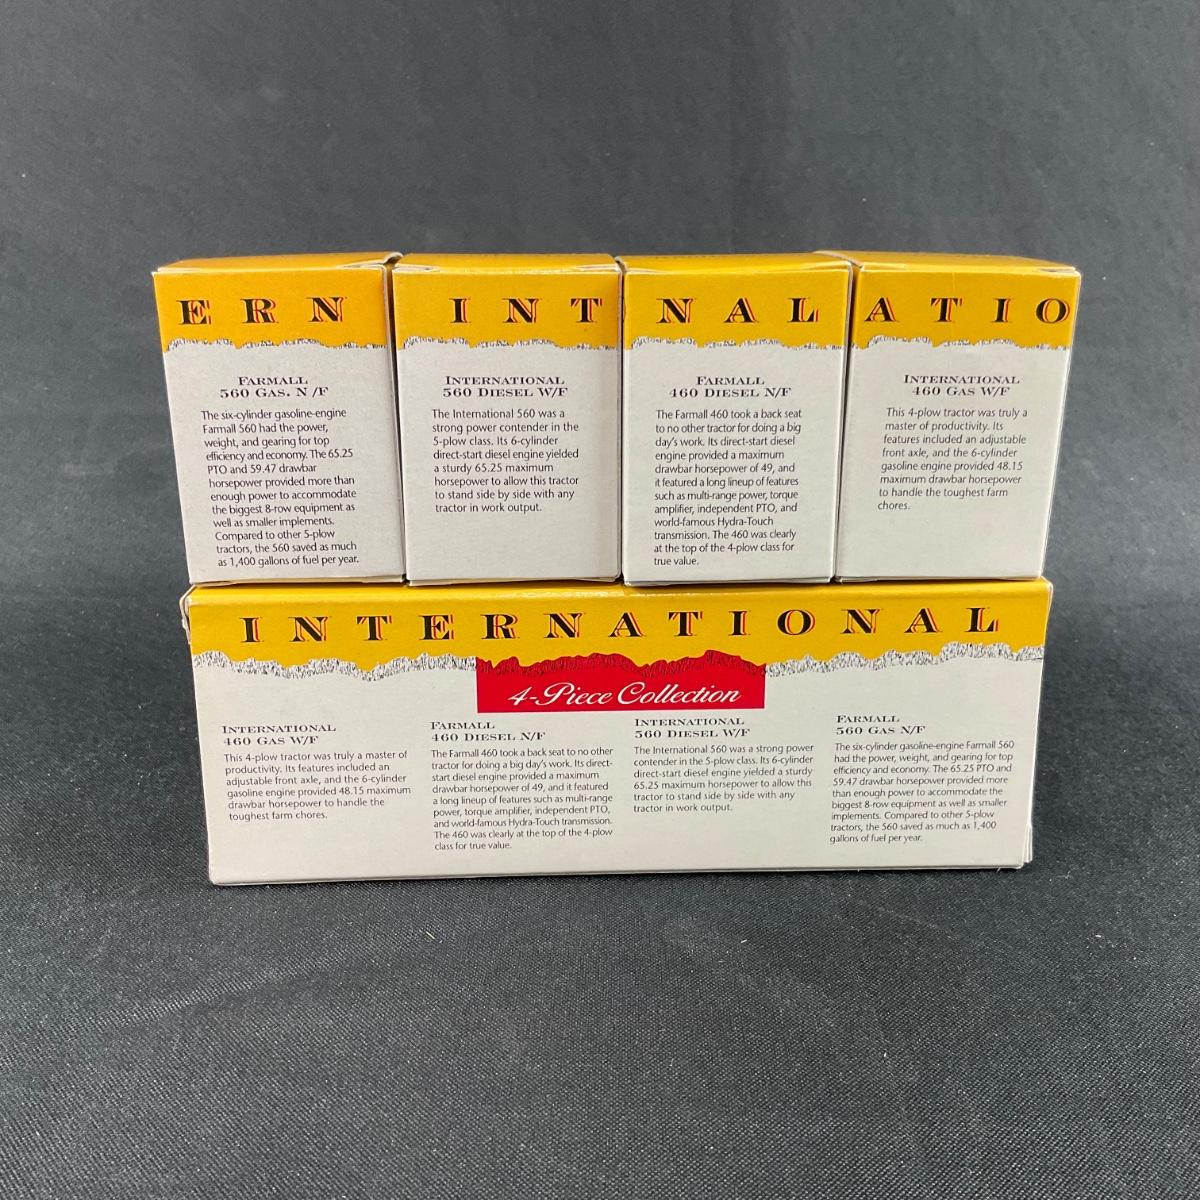 ERN
FARMALL
560 GAS. N /F
The six-cylinder gasoline-engine
Farmall 560 had the power,
weight, and gearing for top
efficiency and economy. The 65.25
PTO and 59.47 drawbar
horsepower provided more than
enough power to accommodate
the biggest 8-row equipment as
well as smaller implements.
Compared to other 5-plow
tractors, the 560 saved as much
as 1,400 gallons of fuel per year.
INT
INTERNATIONAL
560 DIESEL W/F
The International 560 was a
strong power contender in the
5-plow class. Its 6-cylinder
direct-start diesel engine yielded
a sturdy 65.25 maximum
horsepower to allow this tractor
to stand side by side with any
tractor in work output.
NAL
FARMALL
460 DIESEL N/F
The Farmall 460 took a back seat
to no other tractor for doing a big
day's work. Its direct-start diesel
engine provided a maximum
drawbar horsepower of 49, and
it featured a long lineup of features
such as multi-range power, torque
amplifier, independent PTO, and
world-famous Hydra-Touch
transmission. The 460 was clearly
at the top of the 4-plow class for
true value.
ATIO
INTERNATIONAL
460 GAS W/F
This 4-plow tractor was truly a
master of productivity. Its
features included an adjustable
front axle, and the 6-cylinder
gasoline engine provided 48.15
maximum drawbar horsepower
to handle the toughest farm
chores.
INTERNATIONAL
4-Piece Collection
INTERNATIONAL
460 GAS W/F
This 4-plow tractor was truly a master of
productivity. Its features included an
adjustable front axle, and the 6-cylinder
gasoline engine provided 48.15 maximum
drawbar horsepower to handle the
toughest farm chores.
FARMALL
460 DIESEL N/F
The Farmall 460 took a back seat to no other
tractor for doing a big day's work. Its direct-
start diesel engine provided a maximum
drawbar horsepower of 49, and it featured
a long lineup of features such as multi-range
power, torque amplifier, independent PTO,
and world-famous Hydra-Touch transmission.
The 460 was clearly at the top of the 4-plow
class for true value.
INTERNATIONAL
560 DIESEL W/F
The International 560 was a strong power
contender in the 5-plow class. Its 6-cylinder
direct-start diesel engine yielded a sturdy
65.25 maximum horsepower to allow this
tractor to stand side by side with any
tractor in work output.
FARMALL
560 GAS N/F
The six-cylinder gasoline-engine Farmall 560
had the power, weight, and gearing for top
efficiency and economy. The 65.25 PTO and
59.47 drawbar horsepower provided more
than enough power to accommodate the
biggest 8-row equipment as well as smaller
implements. Compared to other 5-plow
tractors, the 560 saved as much as 1,400
gallons of fuel per year.